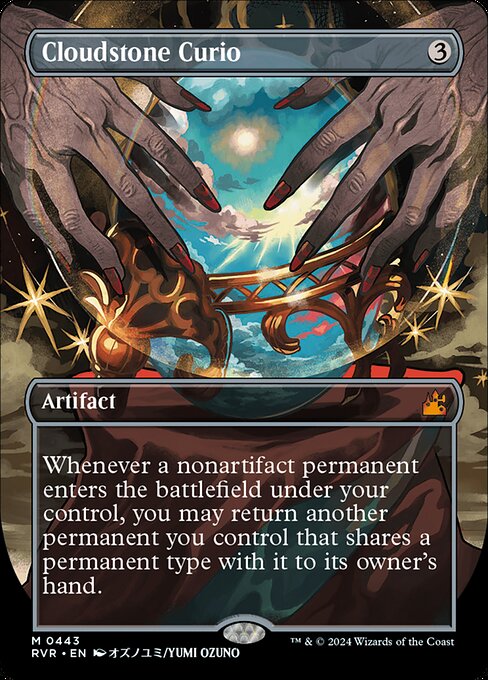 Cloudstone Curio 3
Artifact
Whenever a nonartifact permanent
enters the battlefield under your
control, you may return another
permanent you control that shares a
permanent type with it to its owner's
hand.
M 0443
RVR • EN オズノユミ/YUMI OZUNO
™ & © 2024 Wizards of the Coast